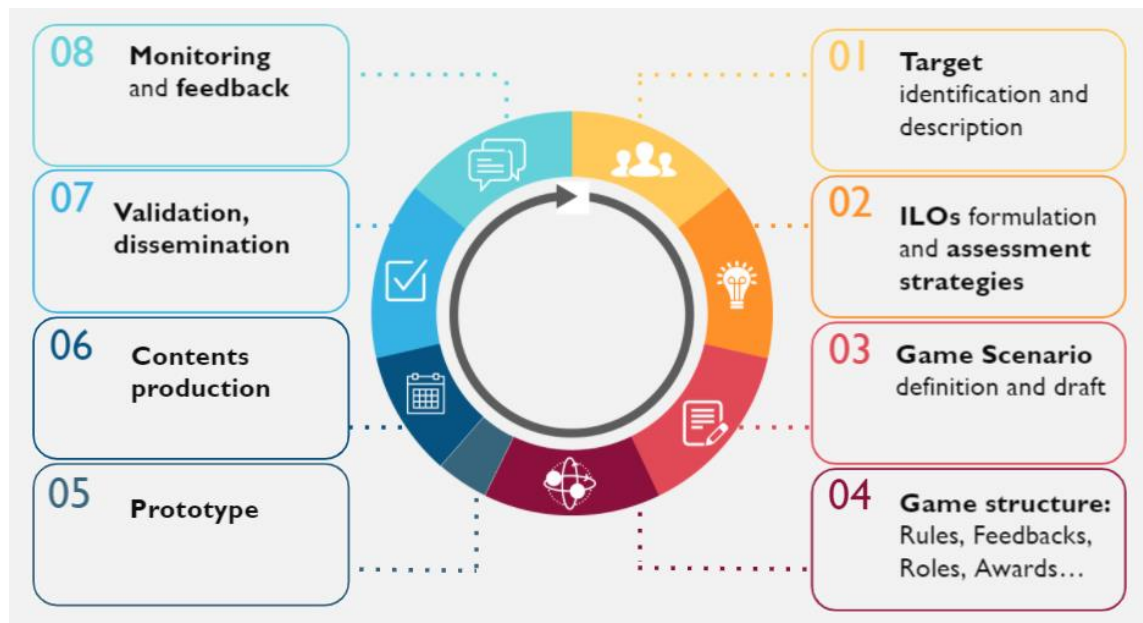 01
Target
identification and
description
02
ILOs formulation
and assessment
strategies
03
Game Scenario
definition and draft
04
Game structure:
Rules, Feedbacks,
Roles, Awards…
05
Prototype
06
Contents
production
07
Validation,
dissemination
08
Monitoring
and feedback